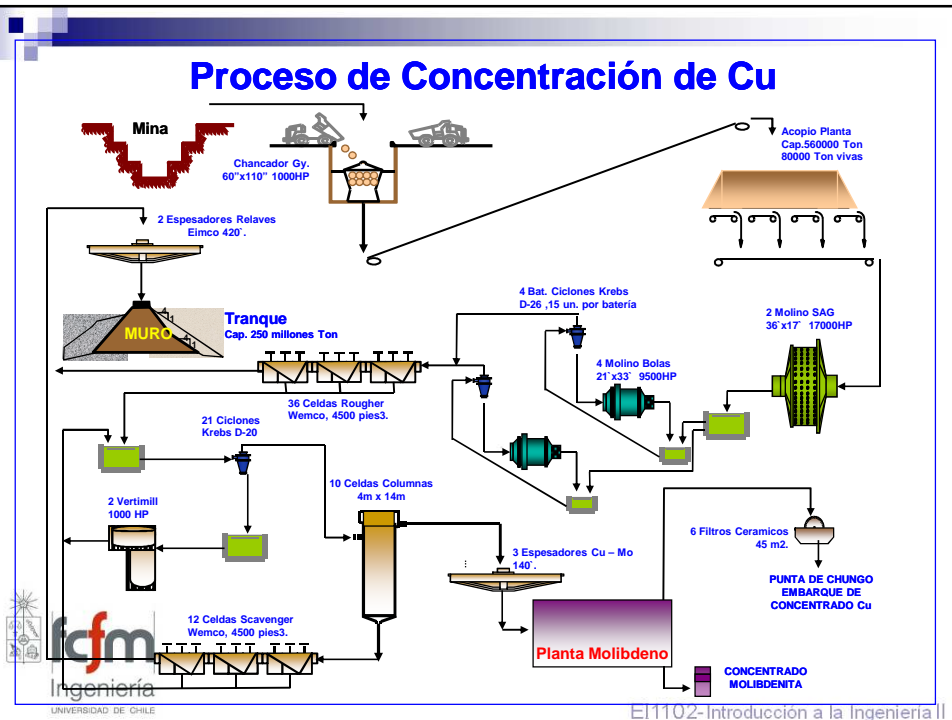 Proceso de Concentración de Cu
Mina
Chancador Gy.
60"x110" 1000HP
Acopio Planta
Cap.560000 Ton
80000 Ton vivas
2 Espesadores Relaves
Eimco 420`.
4
1
4
1
MURO
Tranque
Cap. 250 millones Ton
4 Bat. Ciclones Krebs
D-26 ,15 un. por batería
2 Molino SAG
36`x17` 17000HP
4 Molino Bolas
21`x33` 9500HP
36 Celdas Rougher
Wemco, 4500 pies3.
21 Ciclones
Krebs D-20
10 Celdas Columnas
4m x 14m
2 Vertimill
1000 HP
3 Espesadores Cu – Mo
140`.
6 Filtros Ceramicos
45 m2.
PUNTA DE CHUNGO
EMBARQUE DE
CONCENTRADO Cu
12 Celdas Scavenger
Wemco, 4500 pies3.
Planta Molibdeno
CONCENTRADO
MOLIBDENITA
fcfm
Ingeniería
UNIVERSIDAD DE CHILE
EI1102-Introducción a la Ingeniería II